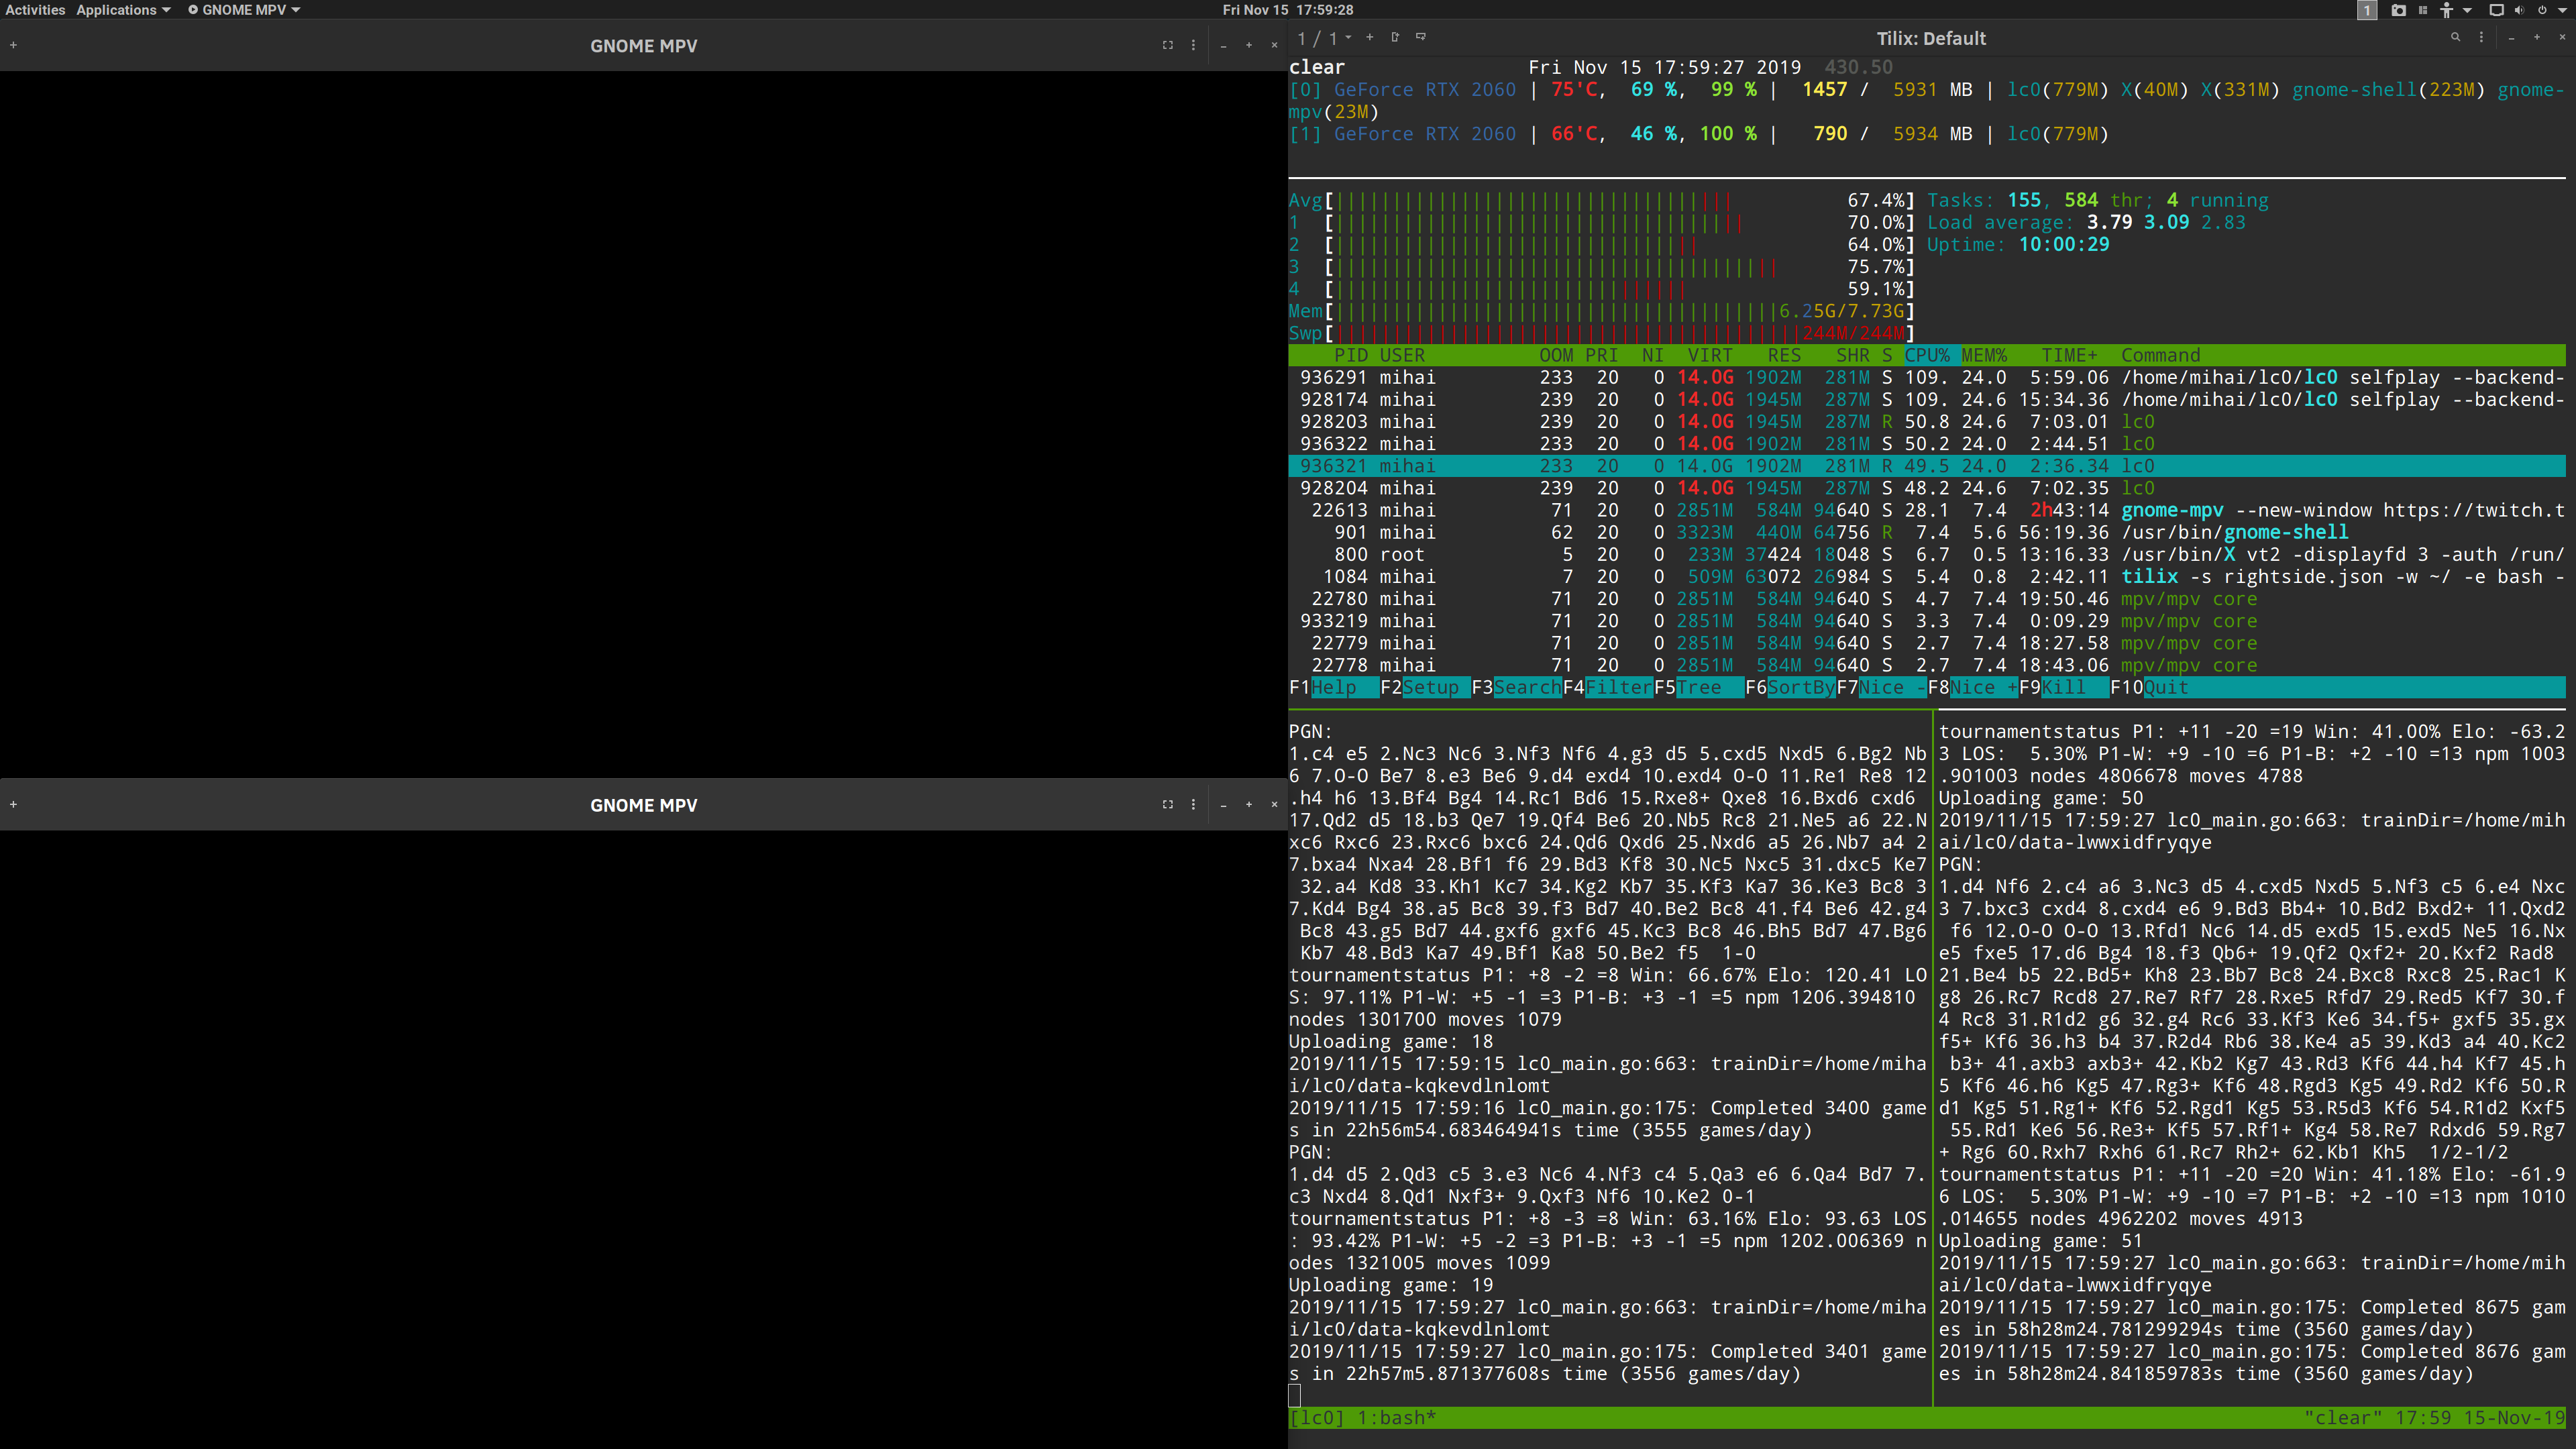 Activities Applications GNOME MPV Fri Nov 15 17:59:28 1
GNOME MPV
GNOME MPV
1 / 1 Tilix: Default
clear Fri Nov 15 17:59:27 2019 430.50
[0] GeForce RTX 2060 | 75'C, 69 %, 99 % | 1457 / 5931 MB | lc0(779M) X(40M) X(331M) gnome-shell(223M) gnome-
mpv(23M)
[1] GeForce RTX 2060 | 66'C, 46 %, 100 % | 790 / 5934 MB | lc0(779M)
Avg[ 67.4%] Tasks: 155, 584 thr; 4 running
1 [ 70.0%] Load average: 3.79 3.09 2.83
2 [ 64.0%] Uptime: 10:00:29
3 [ 75.7%]
4 [ 59.1%]
Mem[ 6.25G/7.73G]
Swp[ 244M/244M]
PID USER OOM PRI NI VIRT RES SHR S CPU% MEM% TIME+ Command
936291 mihai 233 20 0 14.0G 1902M 281M S 109. 24.0 5:59.06 /home/mihai/lc0/lc0 selfplay --backend-
928174 mihai 239 20 0 14.0G 1945M 287M S 109. 24.6 15:34.36 /home/mihai/lc0/lc0 selfplay --backend-
928203 mihai 239 20 0 14.0G 1945M 287M R 50.8 24.6 7:03.01 lc0
936322 mihai 233 20 0 14.0G 1902M 281M S 50.2 24.0 2:44.51 lc0
936321 mihai 233 20 0 14.0G 1902M 281M R 49.5 24.0 2:36.34 lc0
928204 mihai 239 20 0 14.0G 1945M 287M S 48.2 24.6 7:02.35 lc0
22613 mihai 71 20 0 2851M 584M 94640 S 28.1 7.4 2h43:14 gnome-mpv --new-window https://twitch.t
901 mihai 62 20 0 3323M 440M 64756 R 7.4 5.6 56:19.36 /usr/bin/gnome-shell
800 root 5 20 0 233M 37424 18048 S 6.7 0.5 13:16.33 /usr/bin/X vt2 -displayfd 3 -auth /run/
1084 mihai 7 20 0 509M 63072 26984 S 5.4 0.8 2:42.11 tilix -s rightside.json -w ~/ -e bash -
22780 mihai 71 20 0 2851M 584M 94640 S 4.7 7.4 19:50.46 mpv/mpv core
933219 mihai 71 20 0 2851M 584M 94640 S 3.3 7.4 0:09.29 mpv/mpv core
22779 mihai 71 20 0 2851M 584M 94640 S 2.7 7.4 18:27.58 mpv/mpv core
22778 mihai 71 20 0 2851M 584M 94640 S 2.7 7.4 18:43.06 mpv/mpv core
F1Help F2Setup F3SearchF4FilterF5Tree F6SortByF7Nice -F8Nice +F9Kill F10Quit
PGN:
1.c4 e5 2.Nc3 Nc6 3.Nf3 Nf6 4.g3 d5 5.cxd5 Nxd5 6.Bg2 Nb
6 7.O-O Be7 8.e3 Be6 9.d4 exd4 10.exd4 O-O 11.Re1 Re8 12
.h4 h6 13.Bf4 Bg4 14.Rc1 Bd6 15.Rxe8+ Qxe8 16.Bxd6 cxd6
17.Qd2 d5 18.b3 Qe7 19.Qf4 Be6 20.Nb5 Rc8 21.Ne5 a6 22.N
xc6 Rxc6 23.Rxc6 bxc6 24.Qd6 Qxd6 25.Nxd6 a5 26.Nb7 a4 2
7.bxa4 Nxa4 28.Bf1 f6 29.Bd3 Kf8 30.Nc5 Nxc5 31.dxc5 Ke7
32.a4 Kd8 33.Kh1 Kc7 34.Kg2 Kb7 35.Kf3 Ka7 36.Ke3 Bc8 3
7.Kd4 Bg4 38.a5 Bc8 39.f3 Bd7 40.Be2 Bc8 41.f4 Be6 42.g4
Bc8 43.g5 Bd7 44.gxf6 gxf6 45.Kc3 Bc8 46.Bh5 Bd7 47.Bg6
Kb7 48.Bd3 Ka7 49.Bf1 Ka8 50.Be2 f5 1-0
tournamentstatus P1: +8 -2 =8 Win: 66.67% Elo: 120.41 LO
S: 97.11% P1-W: +5 -1 =3 P1-B: +3 -1 =5 npm 1206.394810
nodes 1301700 moves 1079
Uploading game: 18
2019/11/15 17:59:15 lc0_main.go:663: trainDir=/home/miha
i/lc0/data-kqkevdlnlomt
2019/11/15 17:59:16 lc0_main.go:175: Completed 3400 game
s in 22h56m54.683464941s time (3555 games/day)
PGN:
1.d4 d5 2.Qd3 c5 3.e3 Nc6 4.Nf3 c4 5.Qa3 e6 6.Qa4 Bd7 7.
c3 Nxd4 8.Qd1 Nxf3+ 9.Qxf3 Nf6 10.Ke2 0-1
tournamentstatus P1: +8 -3 =8 Win: 63.16% Elo: 93.63 LOS
: 93.42% P1-W: +5 -2 =3 P1-B: +3 -1 =5 npm 1202.006369 n
odes 1321005 moves 1099
Uploading game: 19
2019/11/15 17:59:27 lc0_main.go:663: trainDir=/home/miha
i/lc0/data-kqkevdlnlomt
2019/11/15 17:59:27 lc0_main.go:175: Completed 3401 game
s in 22h57m5.871377608s time (3556 games/day)
tournamentstatus P1: +11 -20 =19 Win: 41.00% Elo: -63.2
3 LOS: 5.30% P1-W: +9 -10 =6 P1-B: +2 -10 =13 npm 1003
.901003 nodes 4806678 moves 4788
Uploading game: 50
2019/11/15 17:59:27 lc0_main.go:663: trainDir=/home/mih
ai/lc0/data-lwwxidfryqye
PGN:
1.d4 Nf6 2.c4 a6 3.Nc3 d5 4.cxd5 Nxd5 5.Nf3 c5 6.e4 Nxc
3 7.bxc3 cxd4 8.cxd4 e6 9.Bd3 Bb4+ 10.Bd2 Bxd2+ 11.Qxd2
f6 12.O-O O-O 13.Rfd1 Nc6 14.d5 exd5 15.exd5 Ne5 16.Nx
e5 fxe5 17.d6 Bg4 18.f3 Qb6+ 19.Qf2 Qxf2+ 20.Kxf2 Rad8
21.Be4 b5 22.Bd5+ Kh8 23.Bb7 Bc8 24.Bxc8 Rxc8 25.Rac1 K
g8 26.Rc7 Rcd8 27.Re7 Rf7 28.Rxe5 Rfd7 29.Red5 Kf7 30.f
4 Rc8 31.R1d2 g6 32.g4 Rc6 33.Kf3 Ke6 34.f5+ gxf5 35.gx
f5+ Kf6 36.h3 b4 37.R2d4 Rb6 38.Ke4 a5 39.Kd3 a4 40.Kc2
b3+ 41.axb3 axb3+ 42.Kb2 Kg7 43.Rd3 Kf6 44.h4 Kf7 45.h
5 Kf6 46.h6 Kg5 47.Rg3+ Kf6 48.Rgd3 Kg5 49.Rd2 Kf6 50.R
d1 Kg5 51.Rg1+ Kf6 52.Rgd1 Kg5 53.R5d3 Kf6 54.R1d2 Kxf5
55.Rd1 Ke6 56.Re3+ Kf5 57.Rf1+ Kg4 58.Re7 Rdxd6 59.Rg7
+ Rg6 60.Rxh7 Rxh6 61.Rc7 Rh2+ 62.Kb1 Kh5 1/2-1/2
tournamentstatus P1: +11 -20 =20 Win: 41.18% Elo: -61.9
6 LOS: 5.30% P1-W: +9 -10 =7 P1-B: +2 -10 =13 npm 1010
.014655 nodes 4962202 moves 4913
Uploading game: 51
2019/11/15 17:59:27 lc0_main.go:663: trainDir=/home/mih
ai/lc0/data-lwwxidfryqye
2019/11/15 17:59:27 lc0_main.go:175: Completed 8675 gam
es in 58h28m24.781299294s time (3560 games/day)
2019/11/15 17:59:27 lc0_main.go:175: Completed 8676 gam
es in 58h28m24.841859783s time (3560 games/day)
[lc0] 1:bash* "clear" 17:59 15-Nov-19